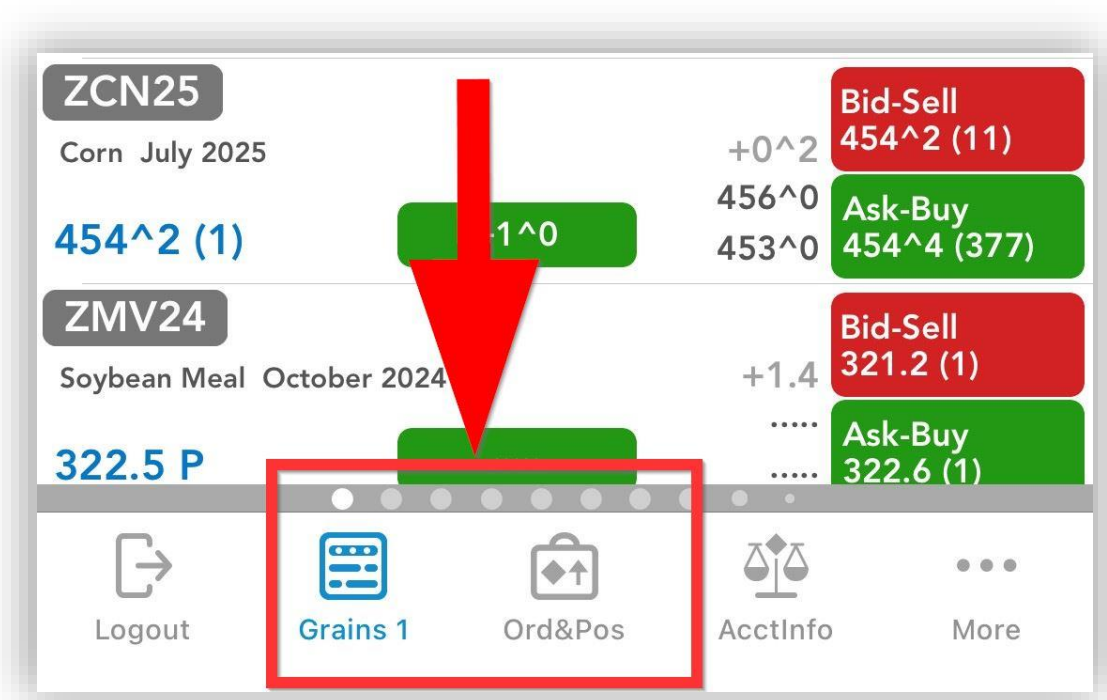 ZCN25
Bid-Sell
454^2 (11)
Corn July 2025
+0^2
456^0
454^2 (1)
1^0
453^0
Ask-Buy
454^4 (377)
ZMV24
Bid-Sell
321.2 (1)
Soybean Meal October 2024
+1.4
.....
322.5 P
.....
Ask-Buy
322.6 (1)
Logout
Grains 1
Ord&Pos
AcctInfo
More